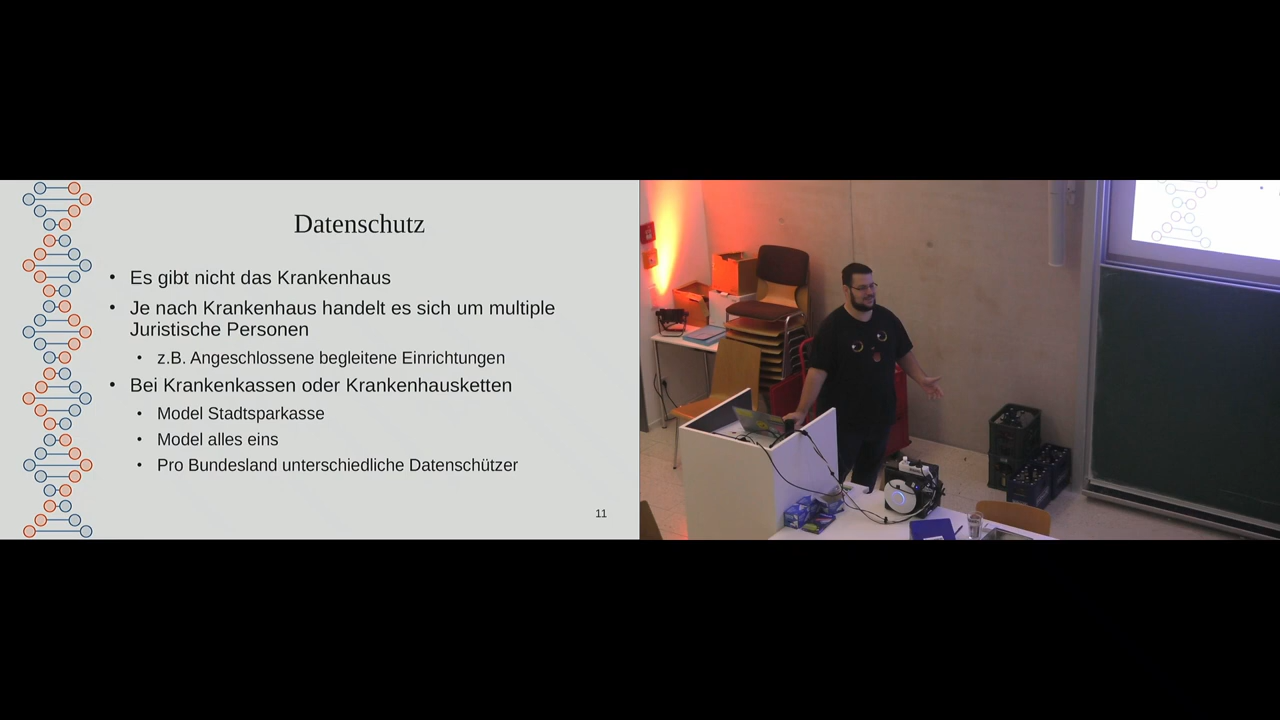 Datenschutz
• Es gibt nicht das Krankenhaus
• Je nach Krankenhaus handelt es sich um multiple
Juristische Personen
• z.B. Angeschlossene begleitene Einrichtungen
• Bei Krankenkassen oder Krankenhausketten
• Model Stadtsparkasse
• Model alles eins
• Pro Bundesland unterschiedliche Datenschützer
11